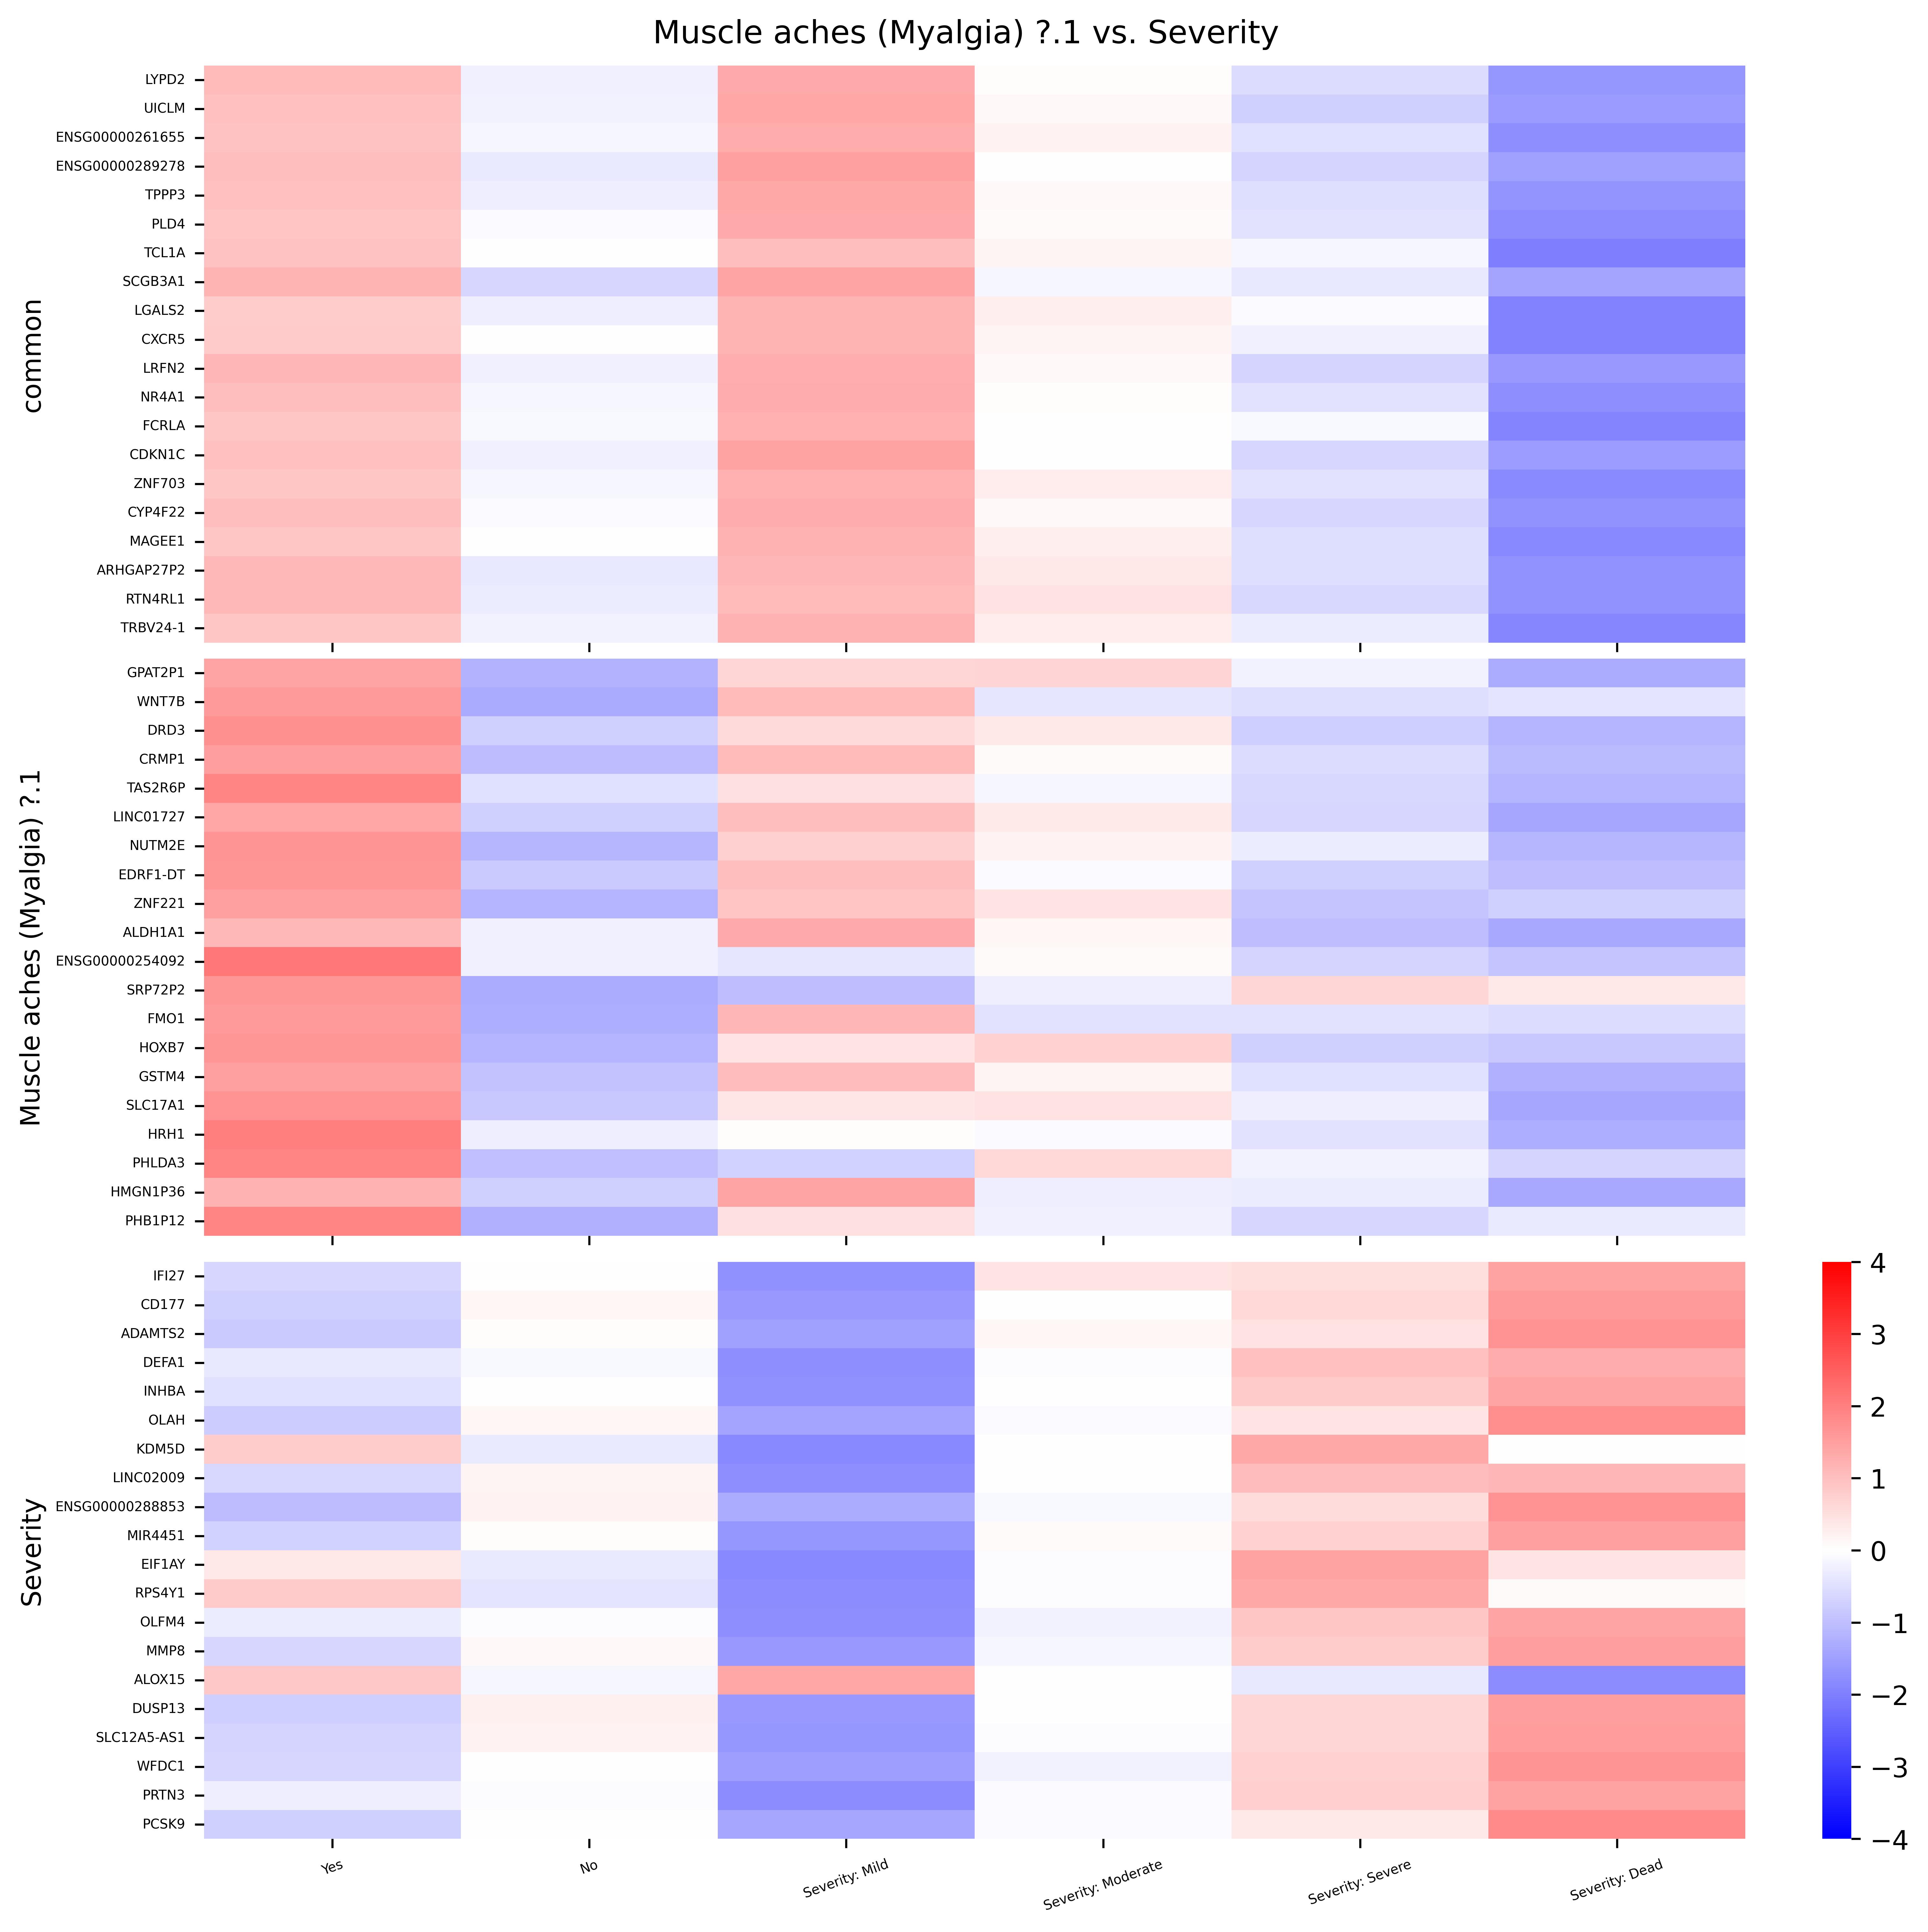 Muscle aches (Myalgia) ?.1 vs. Severity
common
LYPD2
UICLM
ENSG00000261655
ENSG00000289278
TPPP3
PLD4
TCL1A
SCGB3A1
LGALS2
CXCR5
LRFN2
NR4A1
FCRLA
CDKN1C
ZNF703
CYP4F22
MAGEE1
ARHGAP27P2
RTN4RL1
TRBV24-1
Muscle aches (Myalgia) ?.1
GPAT2P1
WNT7B
DRD3
CRMP1
TAS2R6P
LINC01727
NUTM2E
EDRF1-DT
ZNF221
ALDH1A1
ENSG00000254092
SRP72P2
FMO1
HOXB7
GSTM4
SLC17A1
HRH1
PHLDA3
HMGN1P36
PHB1P12
Severity
IFI27
CD177
ADAMTS2
DEFA1
INHBA
OLAH
KDM5D
LINC02009
ENSG00000288853
MIR4451
EIF1AY
RPS4Y1
OLFM4
MMP8
ALOX15
DUSP13
SLC12A5-AS1
WFDC1
PRTN3
PCSK9
Yes
No
Severity: Mild
Severity: Moderate
Severity: Severe
Severity: Dead
4
3
2
1
0
−1
−2
−3
−4